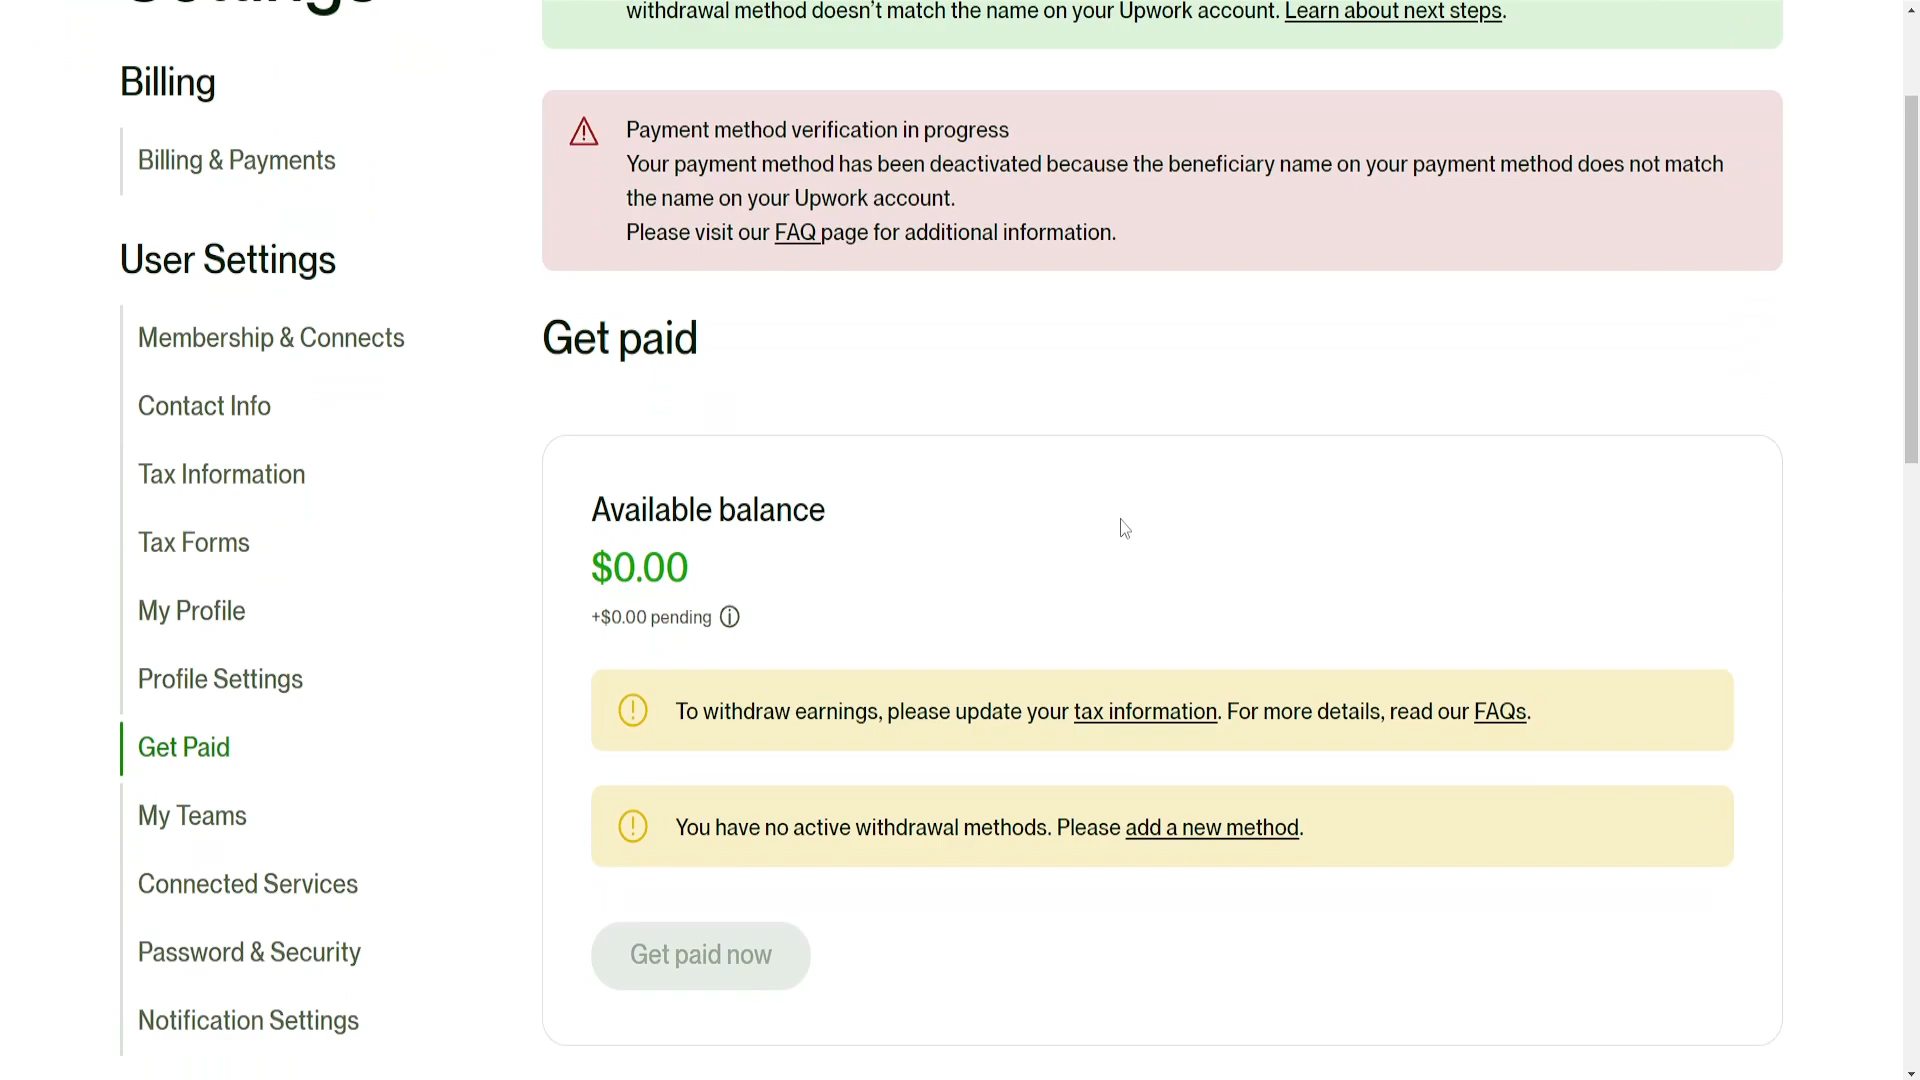 withdrawal method doesn't match the name on your Upwork account. Learn about next steps.
Billing
Billing & Payments
User Settings
Membership & Connects
Contact Info
Tax Information
Tax Forms
My Profile
Profile Settings
Get Paid
My Teams
Connected Services
Password & Security
Notification Settings
Payment method verification in progress
Your payment method has been deactivated because the beneficiary name on your payment method does not match
the name on your Upwork account.
Please visit our FAQ page for additional information.
Get paid
Available balance
$0.00
+$0.00 pending
To withdraw earnings, please update your tax information. For more details, read our FAQs.
You have no active withdrawal methods. Please add a new method.
Get paid now